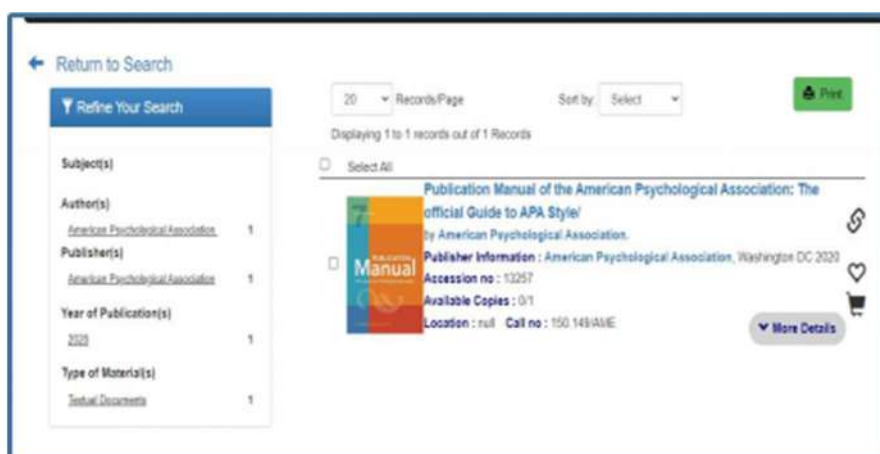 Return to Search
Refine Your Search
Subject(s)
Author(s)
American Psychological Association 1
Publisher(s)
American Psychological Association 1
Year of Publication(s)
2020 1
Type of Material(s)
Textual Documents 1
20 Records/Page Sort by Select Print
Displaying 1 to 1 records out of 1 Records
Select All
7
PUBLICATION
Manual
Publication Manual of the American Psychological Association: The
official Guide to APA Style/
by American Psychological Association.
Publisher Information : American Psychological Association, Washington DC 2020
Accession no : 13257
Available Copies : 0/1
Location : null Call no : 150.149/AME
More Details